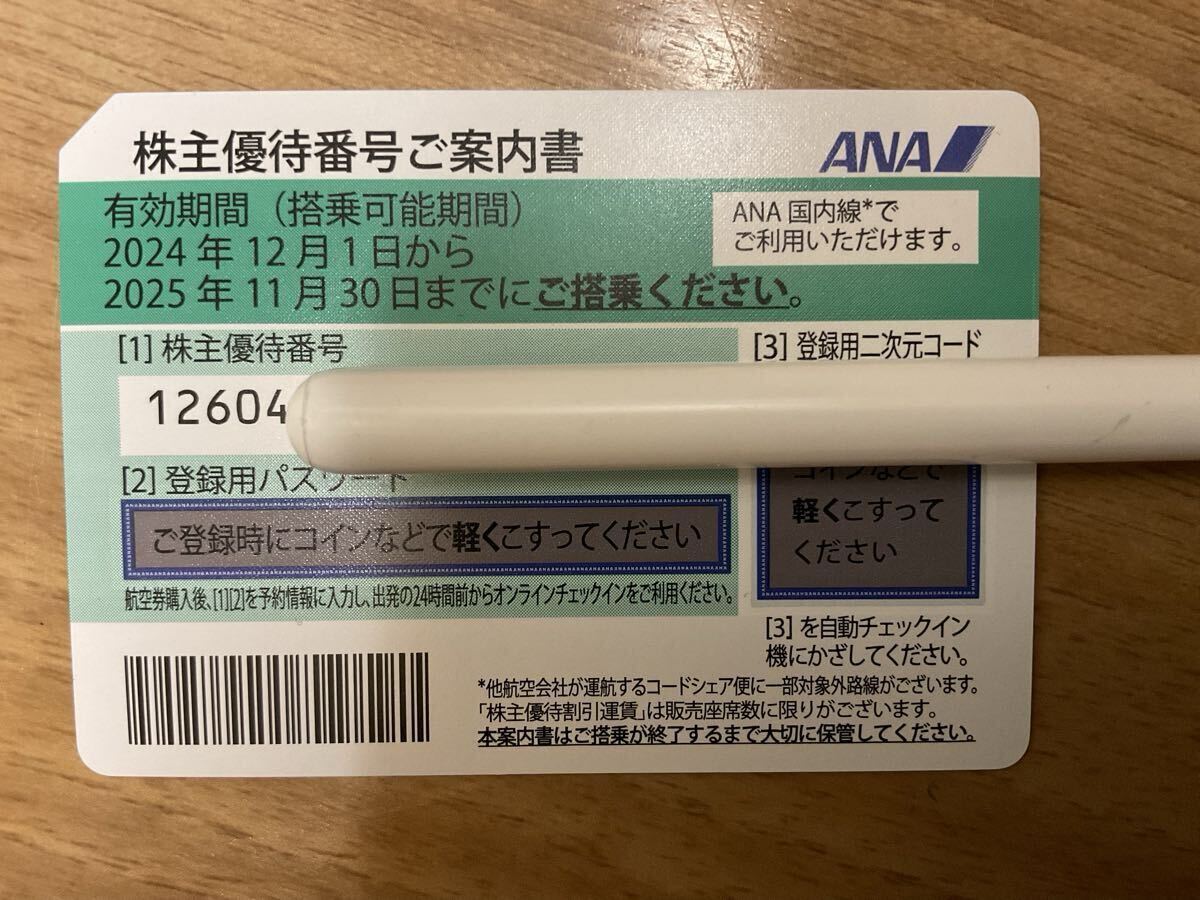 株主優待番号ご案内書
ANA
有効期間（搭乗可能期間）
2024年12月1日から
2025年11月30日までにご搭乗ください。
ANA国内線*で
ご利用いただけます。
[1] 株主優待番号
12604
[2] 登録用パスワード
ご登録時にコインなどで軽くこすってください
航空券購入後、[1][2]を予約情報に入力し、出発の24時間前からオンラインチェックインをご利用ください。
[3] 登録用二次元コード
コインなどで
軽くこすって
ください
[3] を自動チェックイン
機にかざしてください。
*他航空会社が運航するコードシェア便に一部対象外路線がございます。
「株主優待割引運賃」は販売座席数に限りがございます。
本案内書はご搭乗が終了するまで大切に保管してください。